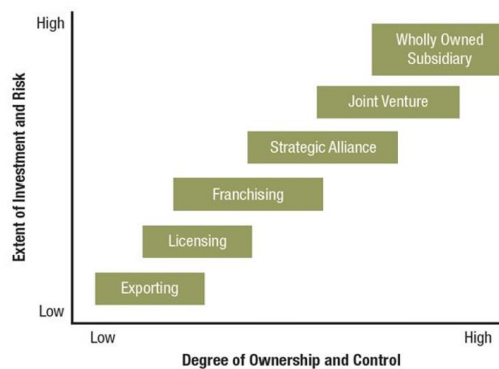 High
Wholly Owned
Subsidiary
Joint Venture
Strategic Alliance
Franchising
Licensing
Exporting
Low
Extent of Investment and Risk
Low
High
Degree of Ownership and Control